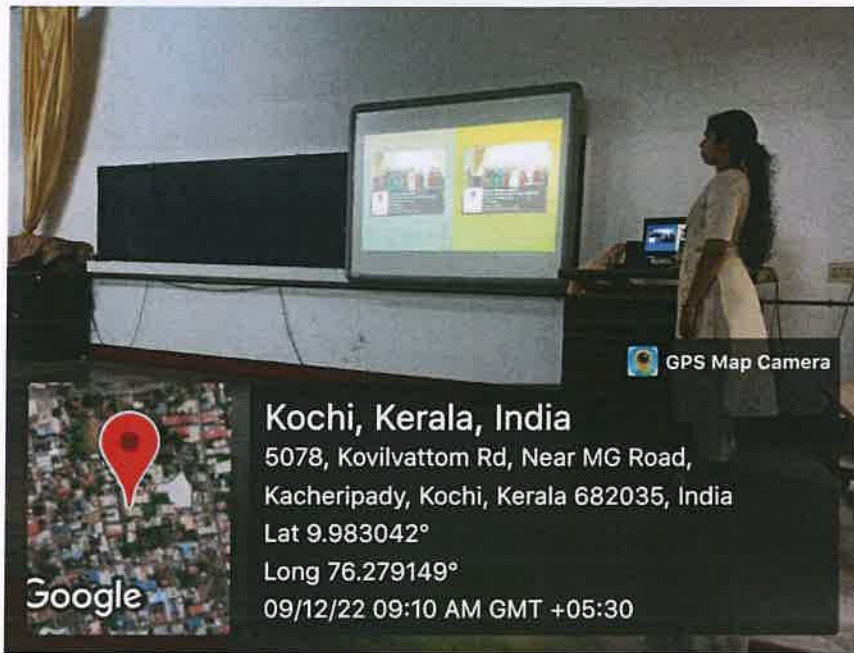 GPS Map Camera
Kochi, Kerala, India
5078, Kovilvattom Rd, Near MG Road,
Kacheripady, Kochi, Kerala 682035, India
Lat 9.983042°
Long 76.279149°
09/12/22 09:10 AM GMT +05:30
Google